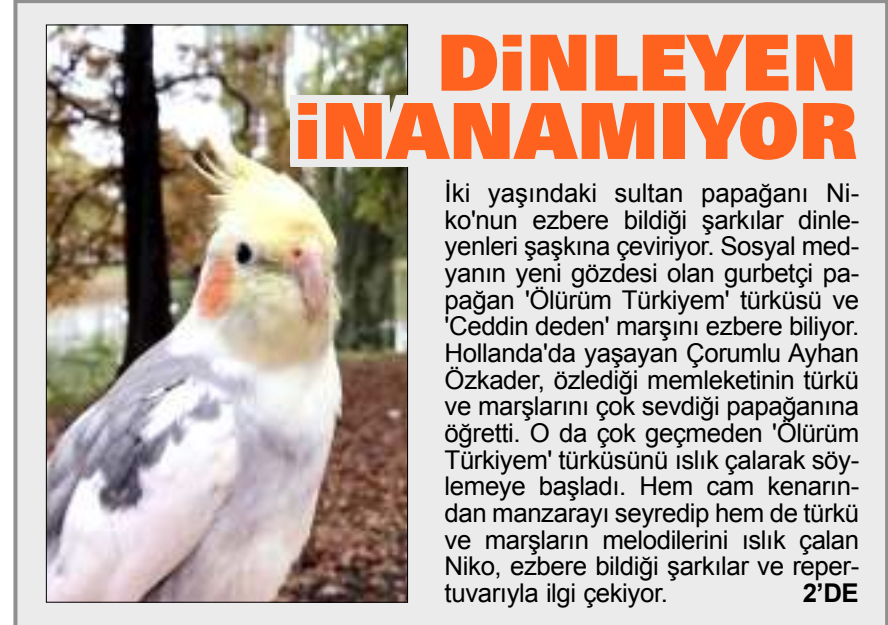 DiNLEYEN
iNANAMIYOR
İki yaşındaki sultan papağanı Ni-
ko'nun ezbere bildiği şarkılar dinle-
yenleri şaşkına çeviriyor. Sosyal med-
yanın yeni gözdesi olan gurbetçi pa-
pağan 'Ölürüm Türkiyem' türküsü ve
'Ceddin deden' marşını ezbere biliyor.
Hollanda'da yaşayan Çorumlu Ayhan
Özkader, özlediği memleketinin türkü
ve marşlarını çok sevdiği papağanına
öğretti. O da çok geçmeden 'Ölürüm
Türkiyem' türküsünü ıslık çalarak söy-
lemeye başladı. Hem cam kenarın-
dan manzarayı seyredip hem de türkü
ve marşların melodilerini ıslık çalan
Niko, ezbere bildiği şarkılar ve reper-
tuvarıyla ilgi çekiyor. 2’DE